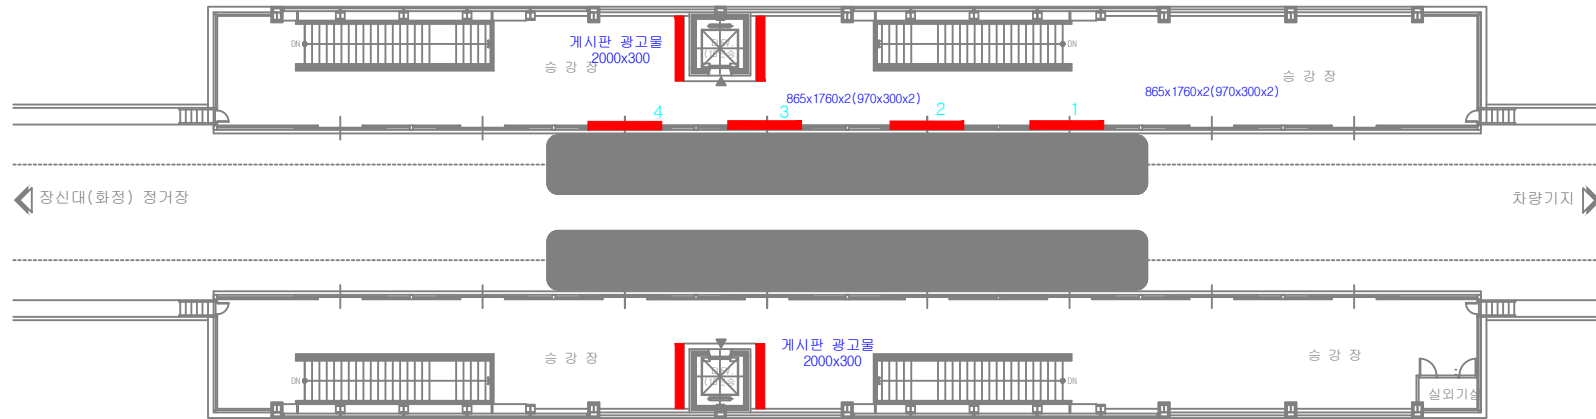 DN
게시판 광고물
2000x300
승 강 장
DN
승 강 장
865x1760x2(970x300x2)
865x1760x2(970x300x2)
4
3
2
1
장신대(화정) 정거장
차량기지
게시판 광고물
2000x300
승 강 장
승 강 장
DN
DN
실외기실